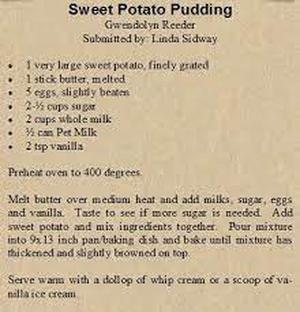 Sweet Potato Pudding
Gwendolyn Reeder
Submitted by: Linda Sidway
• 1 very large sweet potato, finely grated
• 1 stick butter, melted
• 5 eggs, slightly beaten
• 2-½ cups sugar
• 2 cups whole milk
• ½ can Pet Milk
• 2 tsp vanilla
Preheat oven to 400 degrees.
Melt butter over medium heat and add milks, sugar, eggs
and vanilla. Taste to see if more sugar is needed. Add
sweet potato and mix ingredients together. Pour mixture
into 9x13 inch pan/baking dish and bake until mixture has
thickened and slightly browned on top.
Serve warm with a dollop of whip cream or a scoop of va-
nilla ice cream.